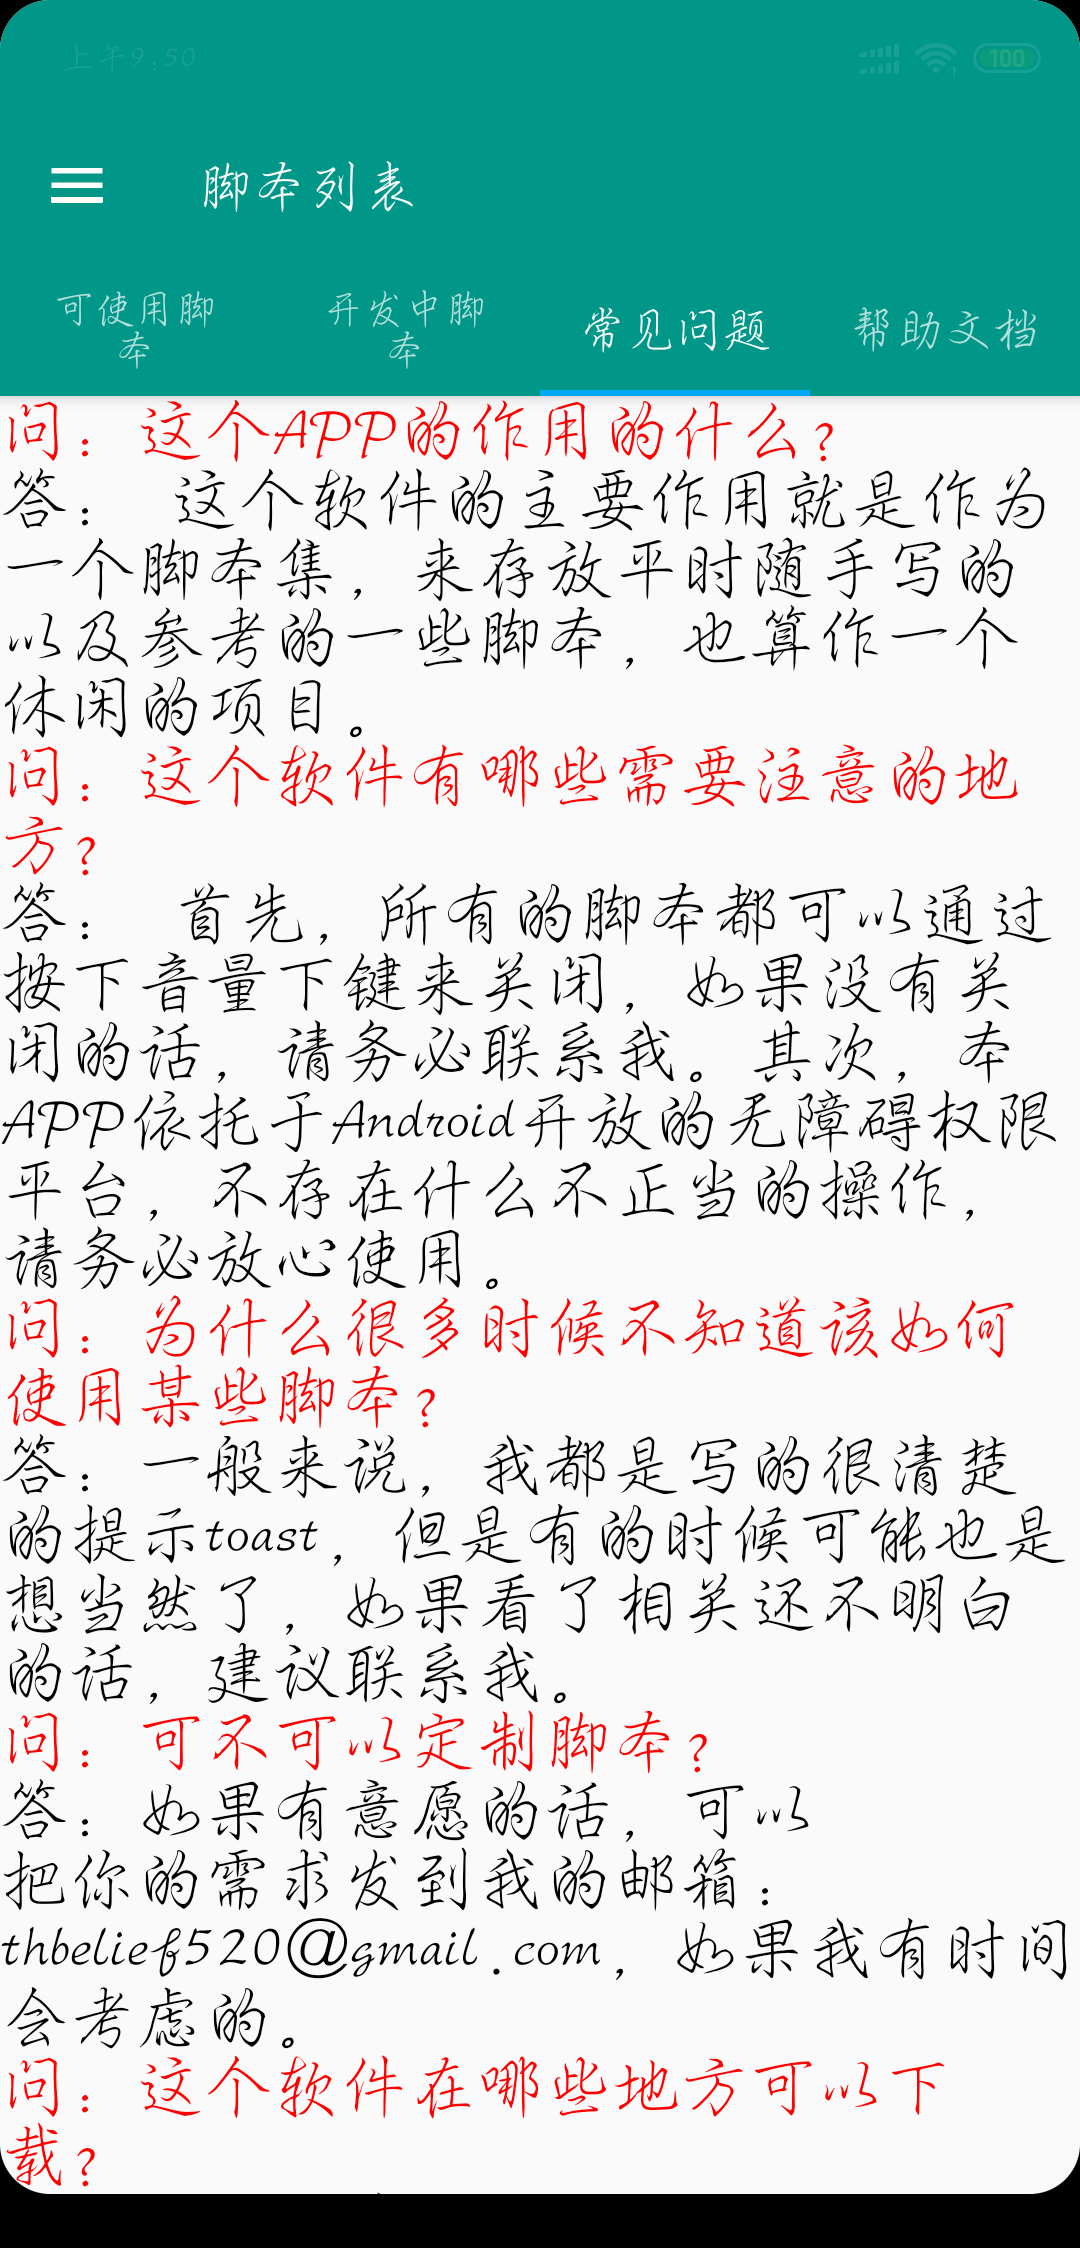 上午9:50
100
脚本列表
可使用脚
本
开发中脚
本
常见问题
帮助文档
问：这个APP的作用的什么？
答： 这个软件的主要作用就是作为
一个脚本集，来存放平时随手写的
以及参考的一些脚本，也算作一个
休闲的项目。
问：这个软件有哪些需要注意的地
方？
答： 首先，所有的脚本都可以通过
按下音量下键来关闭，如果没有关
闭的话，请务必联系我。其次，本
APP依托于Android开放的无障碍权限
平台，不存在什么不正当的操作，
请务必放心使用。
问：为什么很多时候不知道该如何
使用某些脚本？
答：一般来说，我都是写的很清楚
的提示toast，但是有的时候可能也是
想当然了，如果看了相关还不明白
的话，建议联系我。
问：可不可以定制脚本？
答：如果有意愿的话，可以
把你的需求发到我的邮箱：
thbelief520@gmail.com，如果我有时间
会考虑的。
问：这个软件在哪些地方可以下
载？